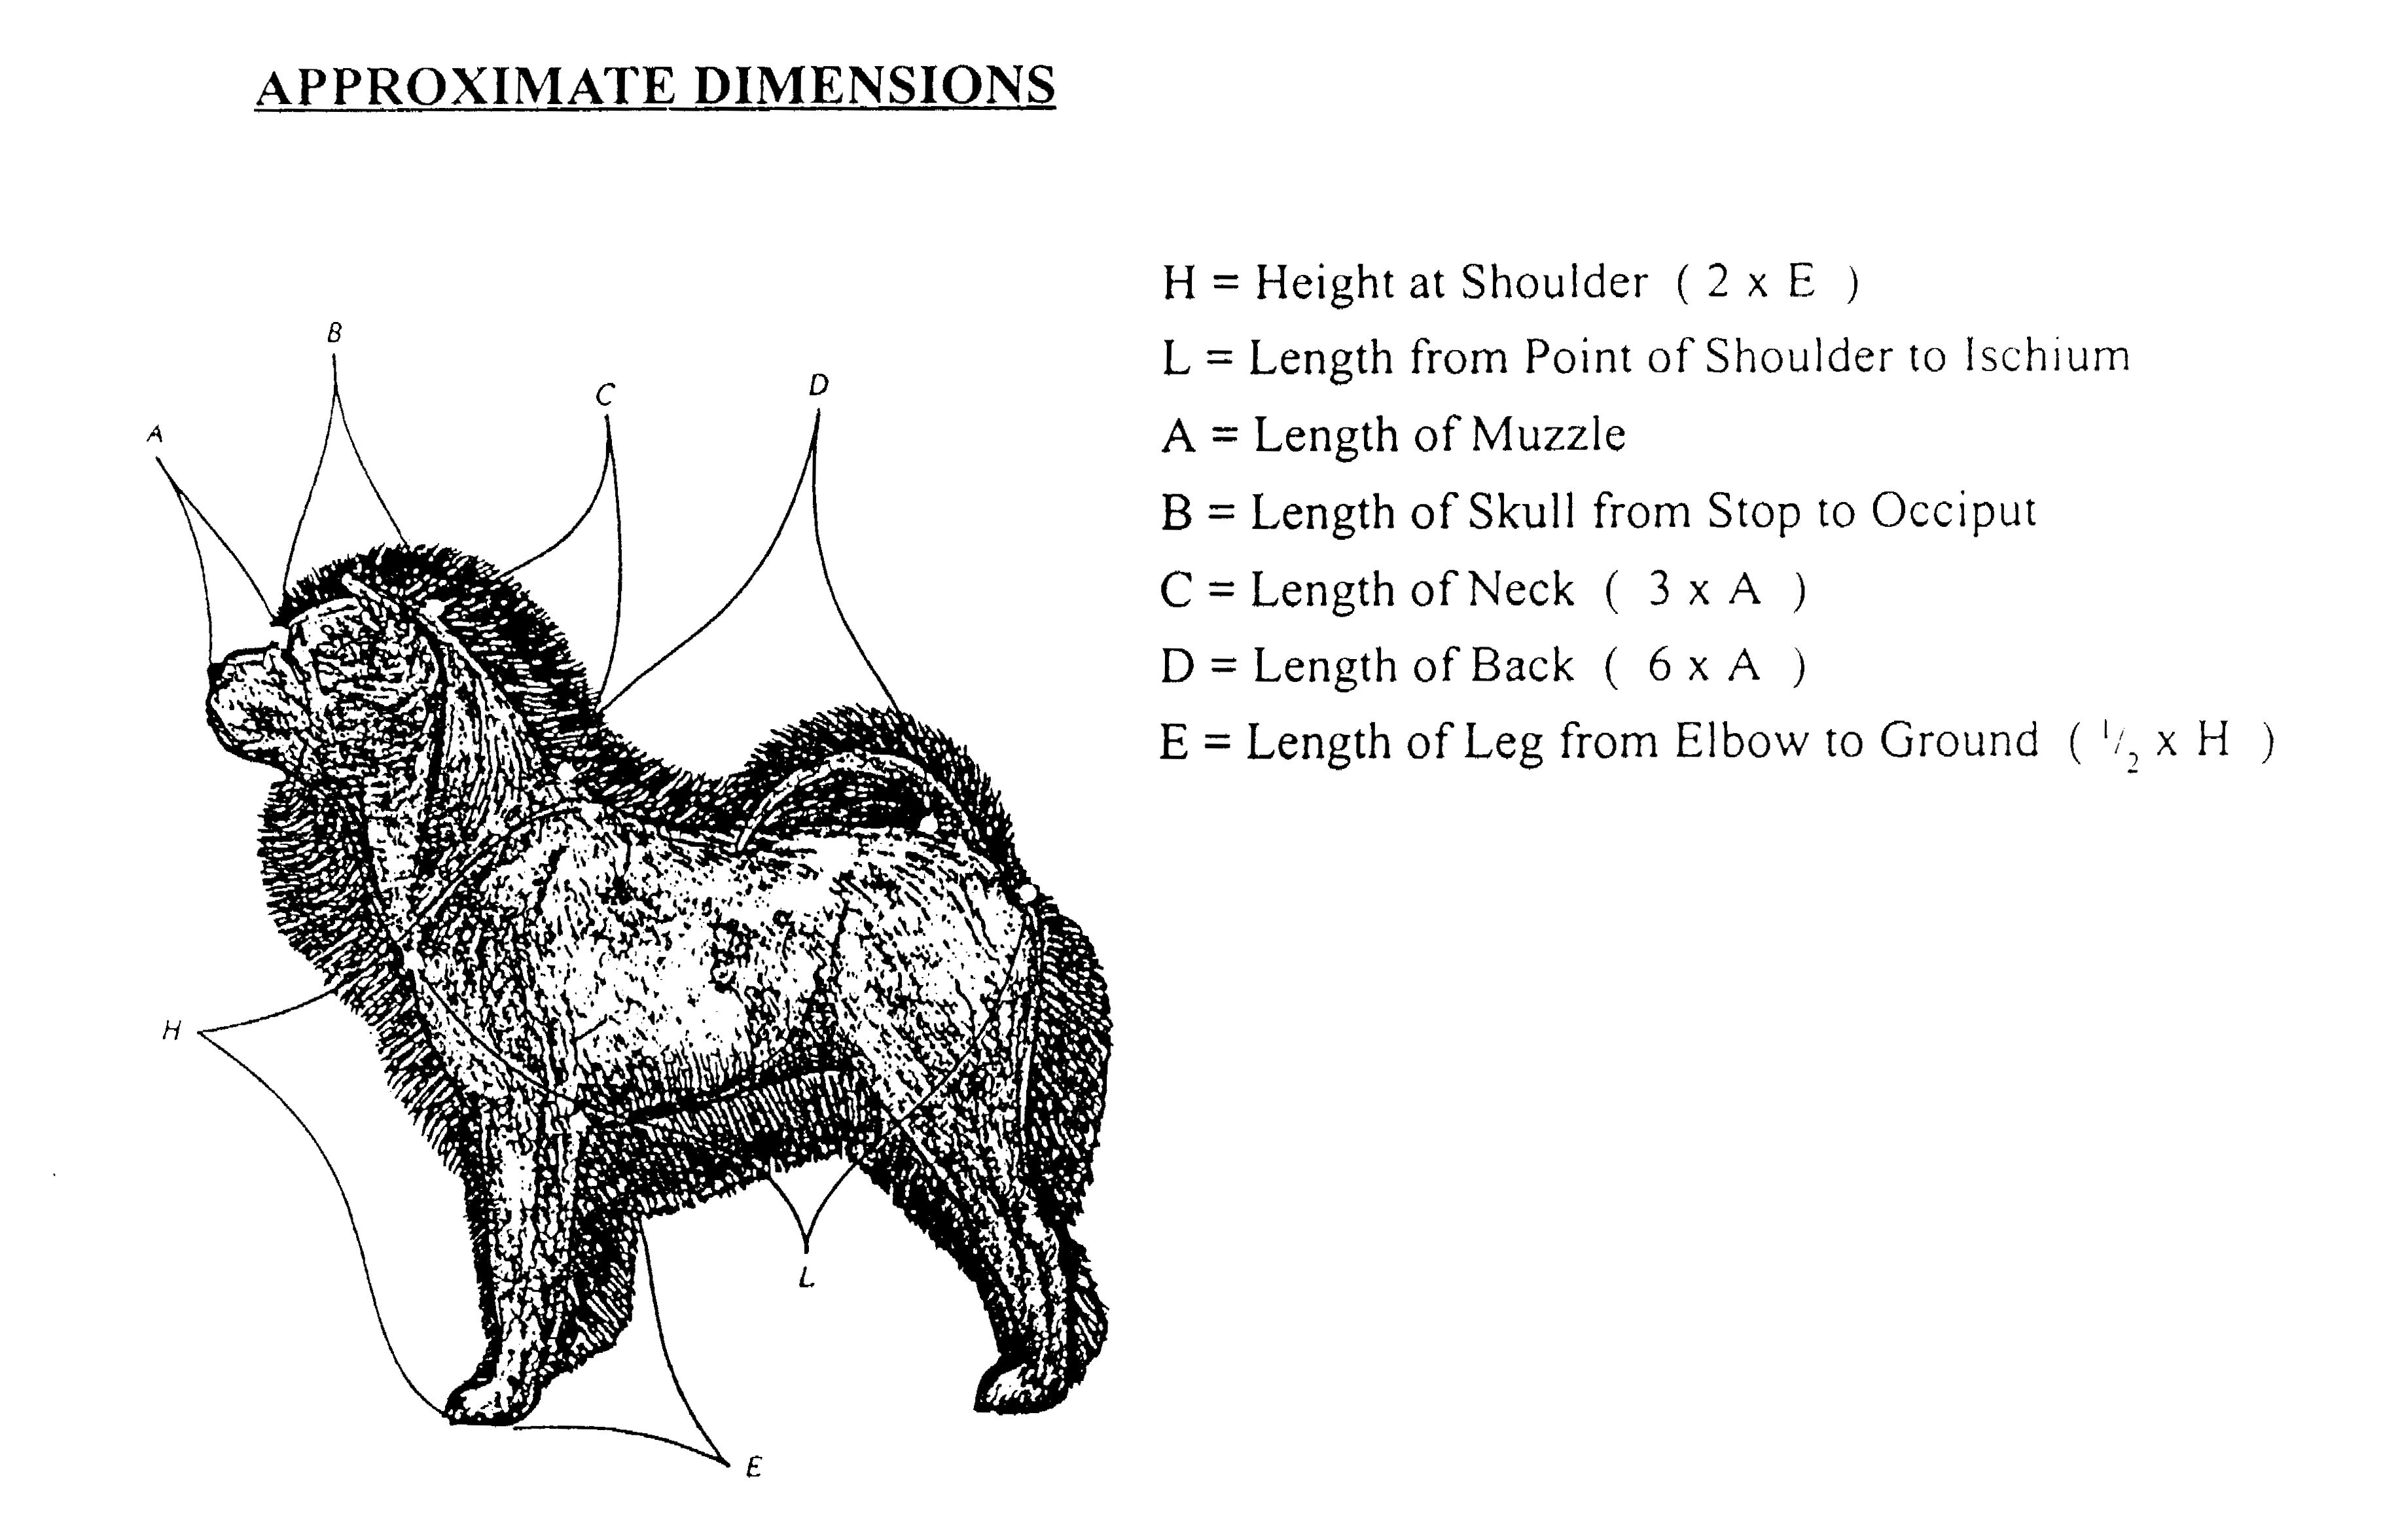 APPROXIMATE DIMENSIONS
H = Height at Shoulder ( 2 x E )
L = Length from Point of Shoulder to Ischium
A = Length of Muzzle
B = Length of Skull from Stop to Occiput
C = Length of Neck ( 3 x A )
D = Length of Back ( 6 x A )
E = Length of Leg from Elbow to Ground ( 1/2 x H )
B
C
D
A
H
L
E